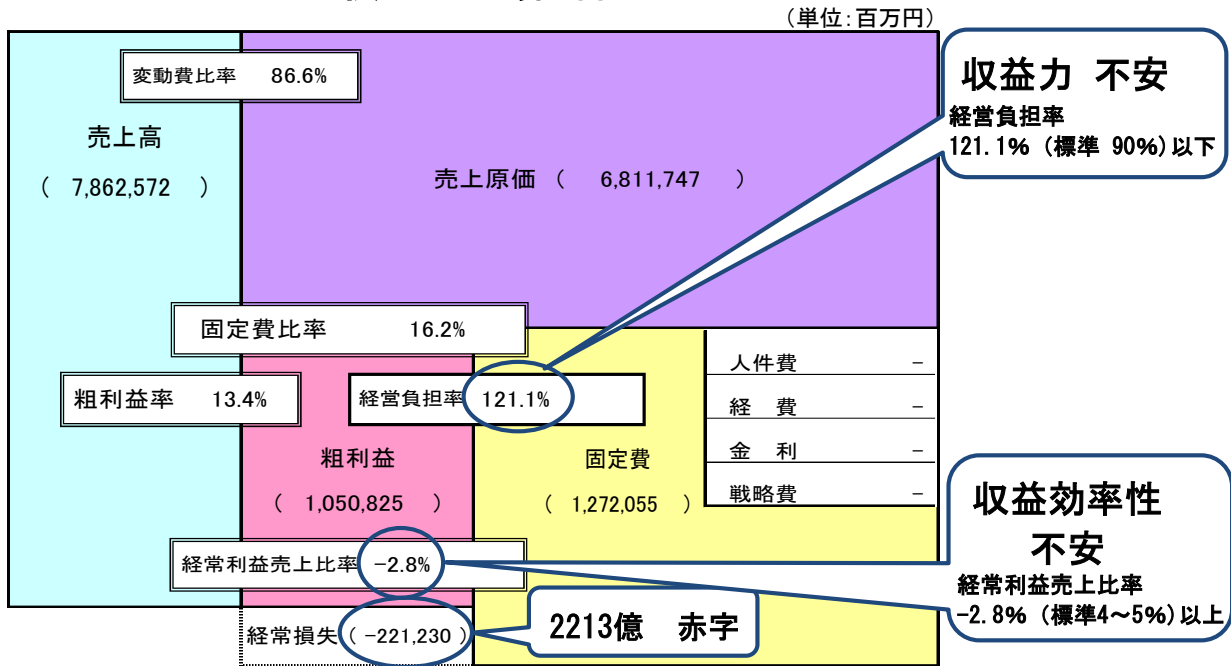 (単位:百万円)
変動費比率 86.6%
売上高
( 7,862,572 )
売上原価 ( 6,811,747 )
収益力 不安
経営負担率
121.1% (標準 90%)以下
固定費比率 16.2%
粗利益率 13.4%
経営負担率 121.1%
人件費 -
経 費 -
金 利 -
戦略費 -
粗利益
( 1,050,825 )
固定費
( 1,272,055 )
経常利益売上比率 -2.8%
収益効率性
不安
経常利益売上比率
-2.8% (標準4~5%)以上
経常損失 ( -221,230 )
2213億 赤字